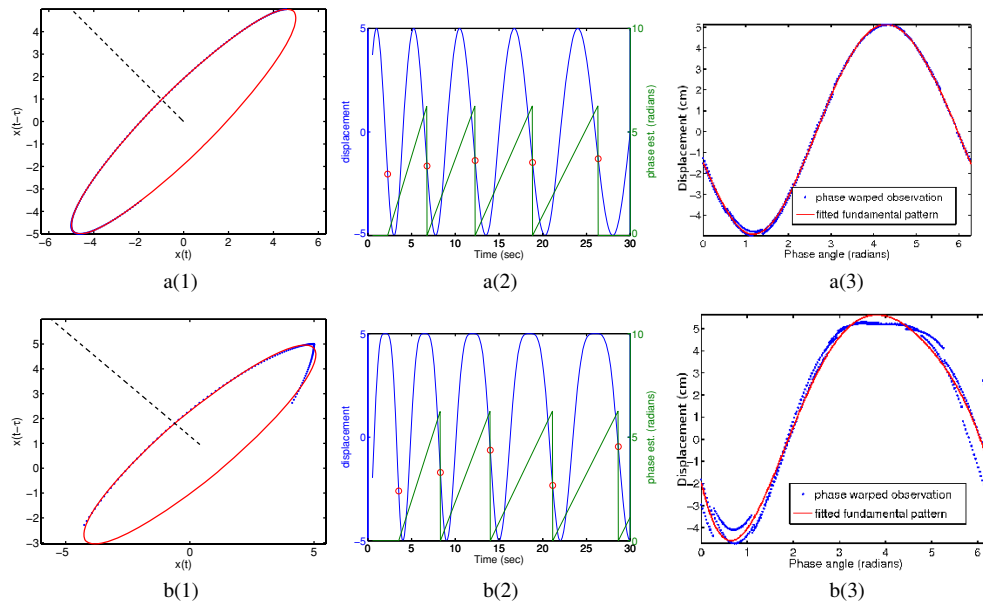 5
4
3
2
1
0
−1
−2
−3
−4
−5
−6 −4 −2 0 2 4 6
x(t−τ)
x(t)
a(1)
5
0
−5
displacement
0 5 10 15 20 25 30
Time (sec)
10
5
0
phase est. (radians)
a(2)
5
4
3
2
1
0
-1
-2
-3
-4
Displacement (cm)
phase warped observation
fitted fundamental pattern
0 1 2 3 4 5 6
Phase angle (radians)
a(3)
6
5
4
3
2
1
0
−1
−2
−3
−5 0 5
x(t−τ)
x(t)
b(1)
5
0
−5
displacement
0 5 10 15 20 25 30
Time (sec)
10
8
6
4
2
0
phase est. (radians)
b(2)
5
4
3
2
1
0
-1
-2
-3
-4
Displacement (cm)
phase warped observation
fitted fundamental pattern
0 1 2 3 4 5 6
Phase angle (radians)
b(3)